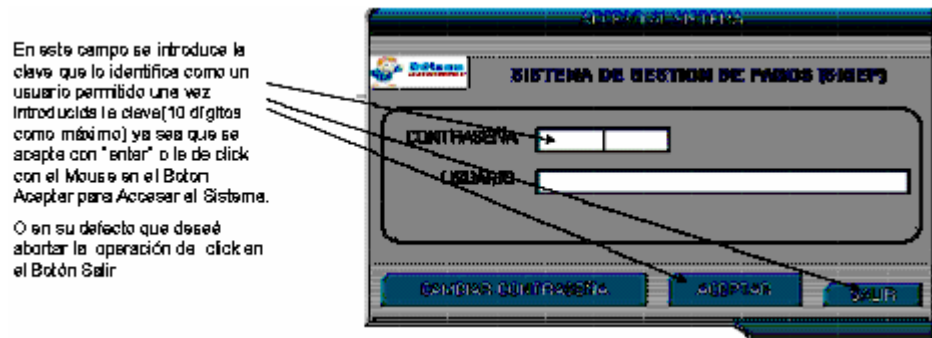 En este campo se introduce la
clave que lo identifica como un
usuario permitido una vez
introducida la clave(10 dígitos
como máximo) ya sea que se
acepte con "enter" o le de click
con el Mouse en el Boton
Aceptar para Accesar el Sistema.
O en su defecto que deseé
abortar la operación de click en
el Botón Salir
SISTEMA DE GESTION DE PAGOS (SIGEP)
CONTRASEÑA
USUARIO
CAMBIAR CONTRASEÑA
ACEPTAR
SALIR